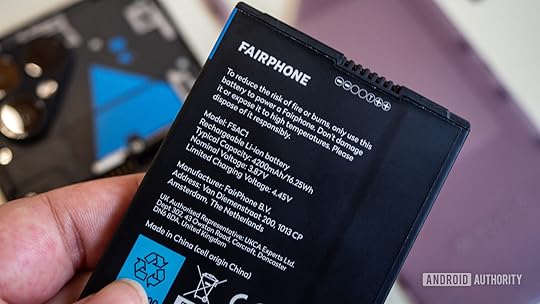 FAIRPHONE
To reduce the risk of fire or burns, only use this
battery to power a Fairphone. Don't damage
it or expose it to high temperatures. Please
dispose of it responsibly.
Model: F5AC1
Rechargeable Li-ion battery
Typical Capacity: 4200mAh/16.25Wh
Nominal Voltage: 3.87V
Limited Charging Voltage: 4.45V
Manufacturer: FairPhone B.V.
Address: Van Diemenstraat 200, 1013 CP
Amsterdam, The Netherlands
UK Authorised Representative: UKCA Experts Ltd.
Dept 302, 43 Owston Road, Carcroft, Doncaster
DN6 8DA, United Kingdom
Made in China (cell origin China)
ANDROID AUTHORITY